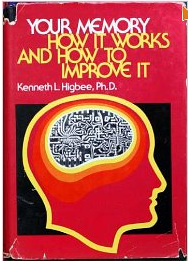 YOUR MEMORY
HOW IT WORKS
AND HOW TO
IMPROVE IT
Kenneth L. Higbee, Ph.D.